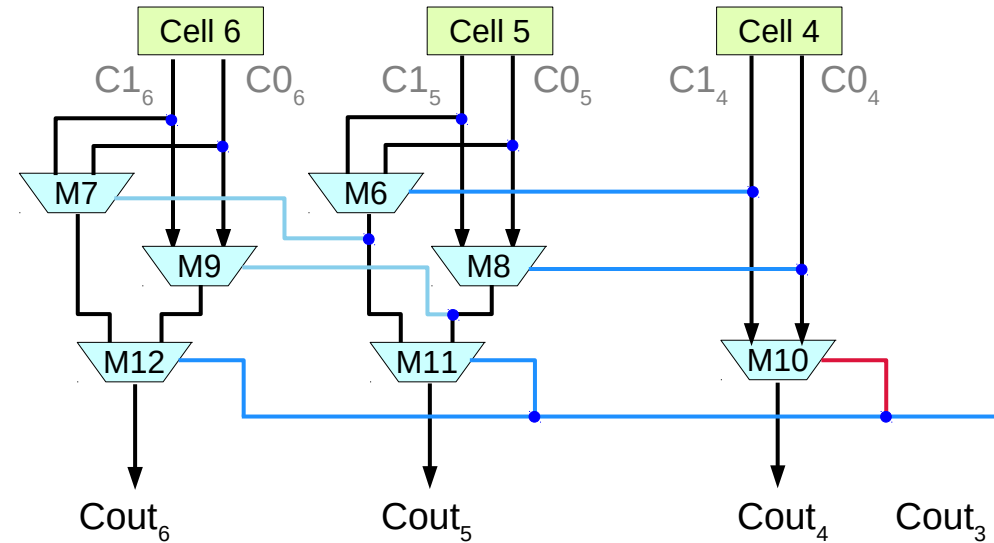 Cell 6 Cell 5 Cell 4
C1₆ C0₆ C1₅ C0₅ C1₄ C0₄
M7 M6
M9 M8
M12 M11 M10
Cout₆ Cout₅ Cout₄ Cout₃